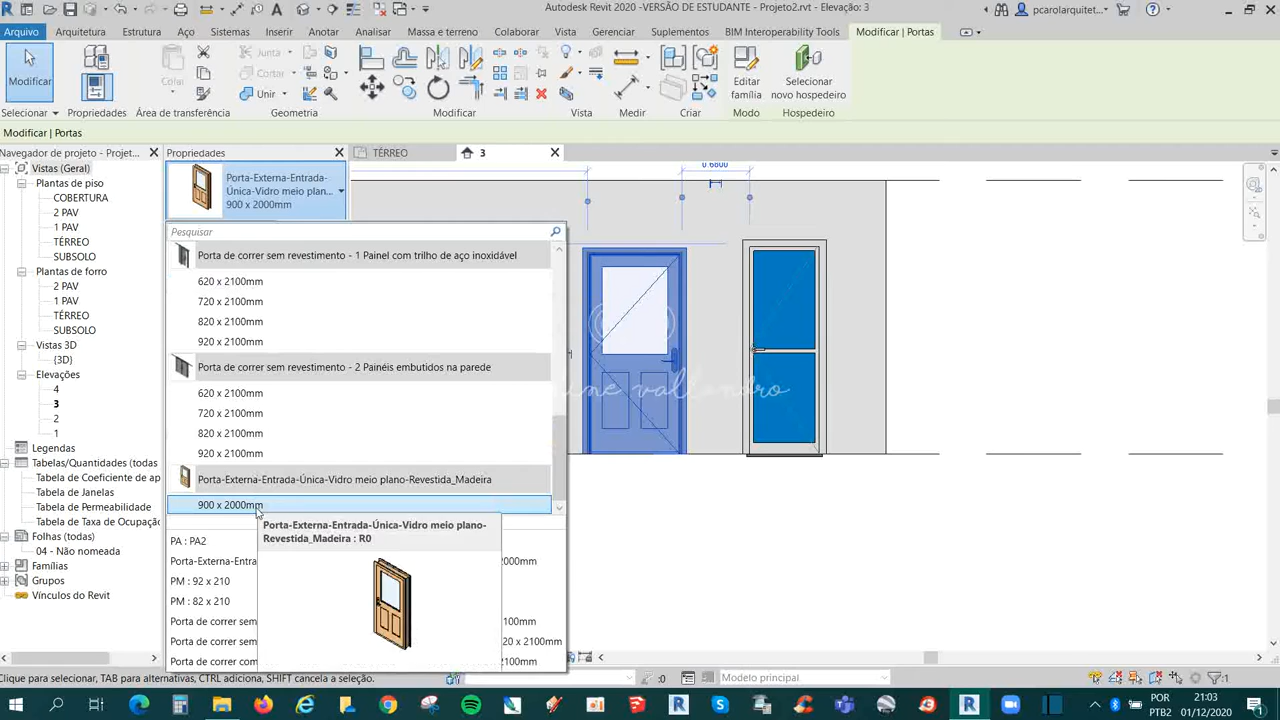 Autodesk Revit 2020 -VERSÃO DE ESTUDANTE - Projeto2.rvt - Elevação: 3
pcarolarquitet...
Arquivo Arquitetura Estrutura Aço Sistemas Inserir Anotar Analisar Massa e terreno Colaborar Vista Gerenciar Suplementos BIM Interoperability Tools Modificar | Portas
Modificar
Colar
Junta
Cortar
Unir
Editar
família
Selecionar
novo hospedeiro
Selecionar Propriedades Área de transferência Geometria Modificar Vista Medir Criar Modo Hospedeiro
Modificar | Portas
Navegador de projeto - Projet...
Vistas (Geral)
Plantas de piso
COBERTURA
2 PAV
1 PAV
TÉRREO
SUBSOLO
Plantas de forro
2 PAV
1 PAV
TÉRREO
SUBSOLO
Vistas 3D
{3D}
Elevações
4
3
2
1
Legendas
Tabelas/Quantidades (todas
Tabela de Coeficiente de ap
Tabela de Janelas
Tabela de Permeabilidade
Tabela de Taxa de Ocupaçã
Folhas (todas)
04 - Não nomeada
Famílias
Grupos
Vínculos do Revit
Propriedades
Porta-Externa-Entrada-
Única-Vidro meio plan...
900 x 2000mm
Pesquisar
Porta de correr sem revestimento - 1 Painel com trilho de aço inoxidável
620 x 2100mm
720 x 2100mm
820 x 2100mm
920 x 2100mm
Porta de correr sem revestimento - 2 Painéis embutidos na parede
620 x 2100mm
720 x 2100mm
820 x 2100mm
920 x 2100mm
Porta-Externa-Entrada-Única-Vidro meio plano-Revestida_Madeira
900 x 2000mm
Porta-Externa-Entrada-Única-Vidro meio plano-
Revestida_Madeira : R0
PA : PA2
Porta-Externa-Entra 2000mm
PM : 92 x 210
PM : 82 x 210
Porta de correr sem 100mm
Porta de correr sem 20 x 2100mm
Porta de correr com 2100mm
TÉRREO 3
0.6800
vallandro
Clique para selecionar, TAB para alternativas, CTRL adiciona, SHIFT cancela a seleção.
:0
Modelo principal
:1
POR
PTB2
21:03
01/12/2020